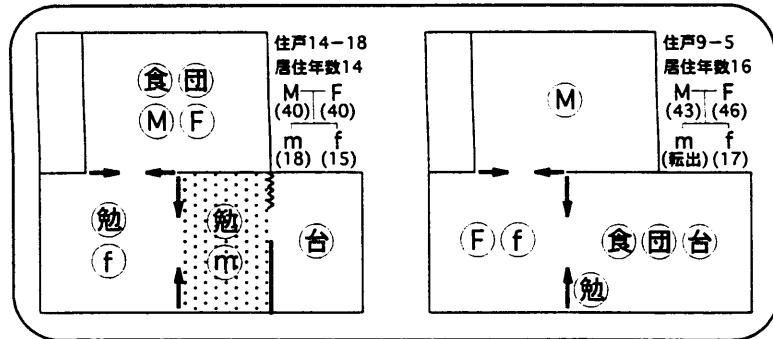 住戸14−18
居住年数14
M F
(40) (40)
m f
(18) (15)
食 団
M F
勉
f
勉
m
台
住戸9−5
居住年数16
M F
(43) (46)
m f
(転出) (17)
M
F f
食 団 台
勉